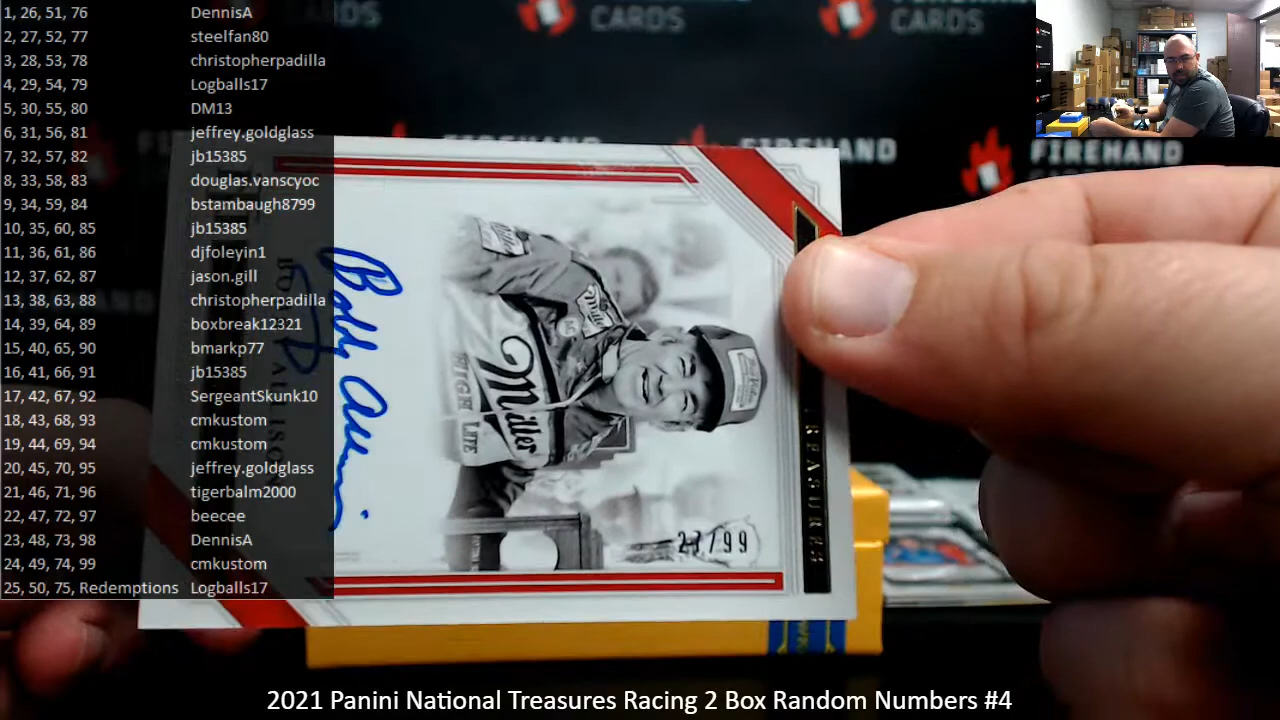 1, 26, 51, 76 DennisA
2, 27, 52, 77 steelfan80
3, 28, 53, 78 christopherpadilla
4, 29, 54, 79 Logballs17
5, 30, 55, 80 DM13
6, 31, 56, 81 jeffrey.goldglass
7, 32, 57, 82 jb15385
8, 33, 58, 83 douglas.vanscyoc
9, 34, 59, 84 bstambaugh8799
10, 35, 60, 85 jb15385
11, 36, 61, 86 djfoleyin1
12, 37, 62, 87 jason.gill
13, 38, 63, 88 christopherpadilla
14, 39, 64, 89 boxbreak12321
15, 40, 65, 90 bmarkp77
16, 41, 66, 91 jb15385
17, 42, 67, 92 SergeantSkunk10
18, 43, 68, 93 cmkustom
19, 44, 69, 94 cmkustom
20, 45, 70, 95 jeffrey.goldglass
21, 46, 71, 96 tigerbalm2000
22, 47, 72, 97 beecee
23, 48, 73, 98 DennisA
24, 49, 74, 99 cmkustom
25, 50, 75, Redemptions Logballs17
CARDS
CARDS
FIREHAND
FIREHAND
Bobby Allison
ALLISON
Miller
HIGH LIFE
Miller
/99
2021 Panini National Treasures Racing 2 Box Random Numbers #4